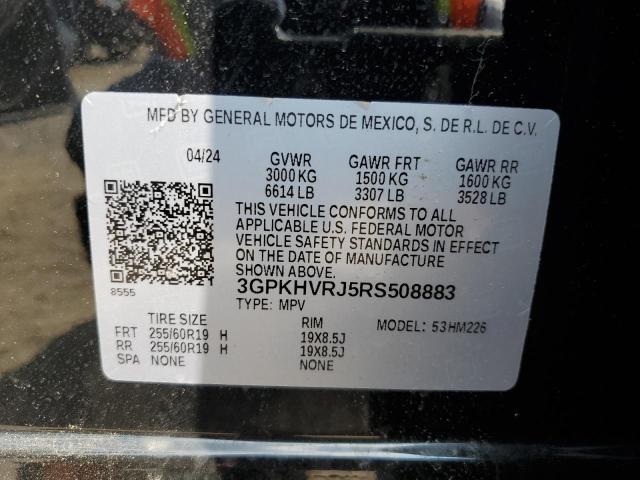 MFD BY GENERAL MOTORS DE MEXICO, S. DE R.L. DE C.V.
04/24 GVWR GAWR FRT GAWR RR
3000 KG 1500 KG 1600 KG
6614 LB 3307 LB 3528 LB
THIS VEHICLE CONFORMS TO ALL
APPLICABLE U.S. FEDERAL MOTOR
VEHICLE SAFETY STANDARDS IN EFFECT
ON THE DATE OF MANUFACTURE
SHOWN ABOVE.
8555
3GPKHVRJ5RS508883
TYPE: MPV
TIRE SIZE RIM MODEL: 53HM226
FRT 255/60R19 H 19X8.5J
RR 255/60R19 H 19X8.5J
SPA NONE NONE